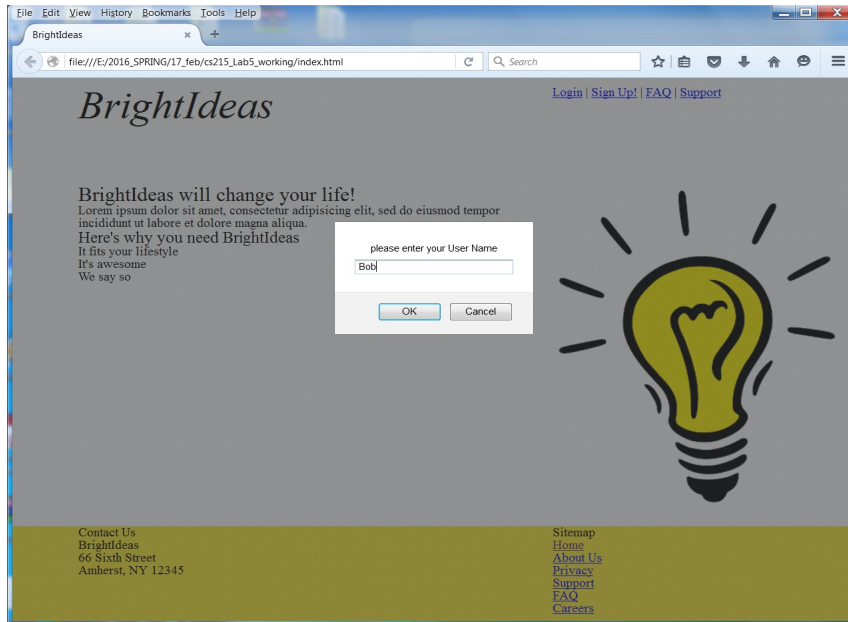 File Edit View History Bookmarks Tools Help
BrightIdeas × +
file:///E:/2016_SPRING/17_feb/cs215_Lab5_working/index.html
Search
BrightIdeas
Login | Sign Up! | FAQ | Support
BrightIdeas will change your life!
Lorem ipsum dolor sit amet, consectetur adipisicing elit, sed do eiusmod tempor
incididunt ut labore et dolore magna aliqua.
Here's why you need BrightIdeas
It fits your lifestyle
It's awesome
We say so
please enter your User Name
Bob
OK Cancel
Contact Us
BrightIdeas
66 Sixth Street
Amherst, NY 12345
Sitemap
Home
About Us
Privacy
Support
FAQ
Careers